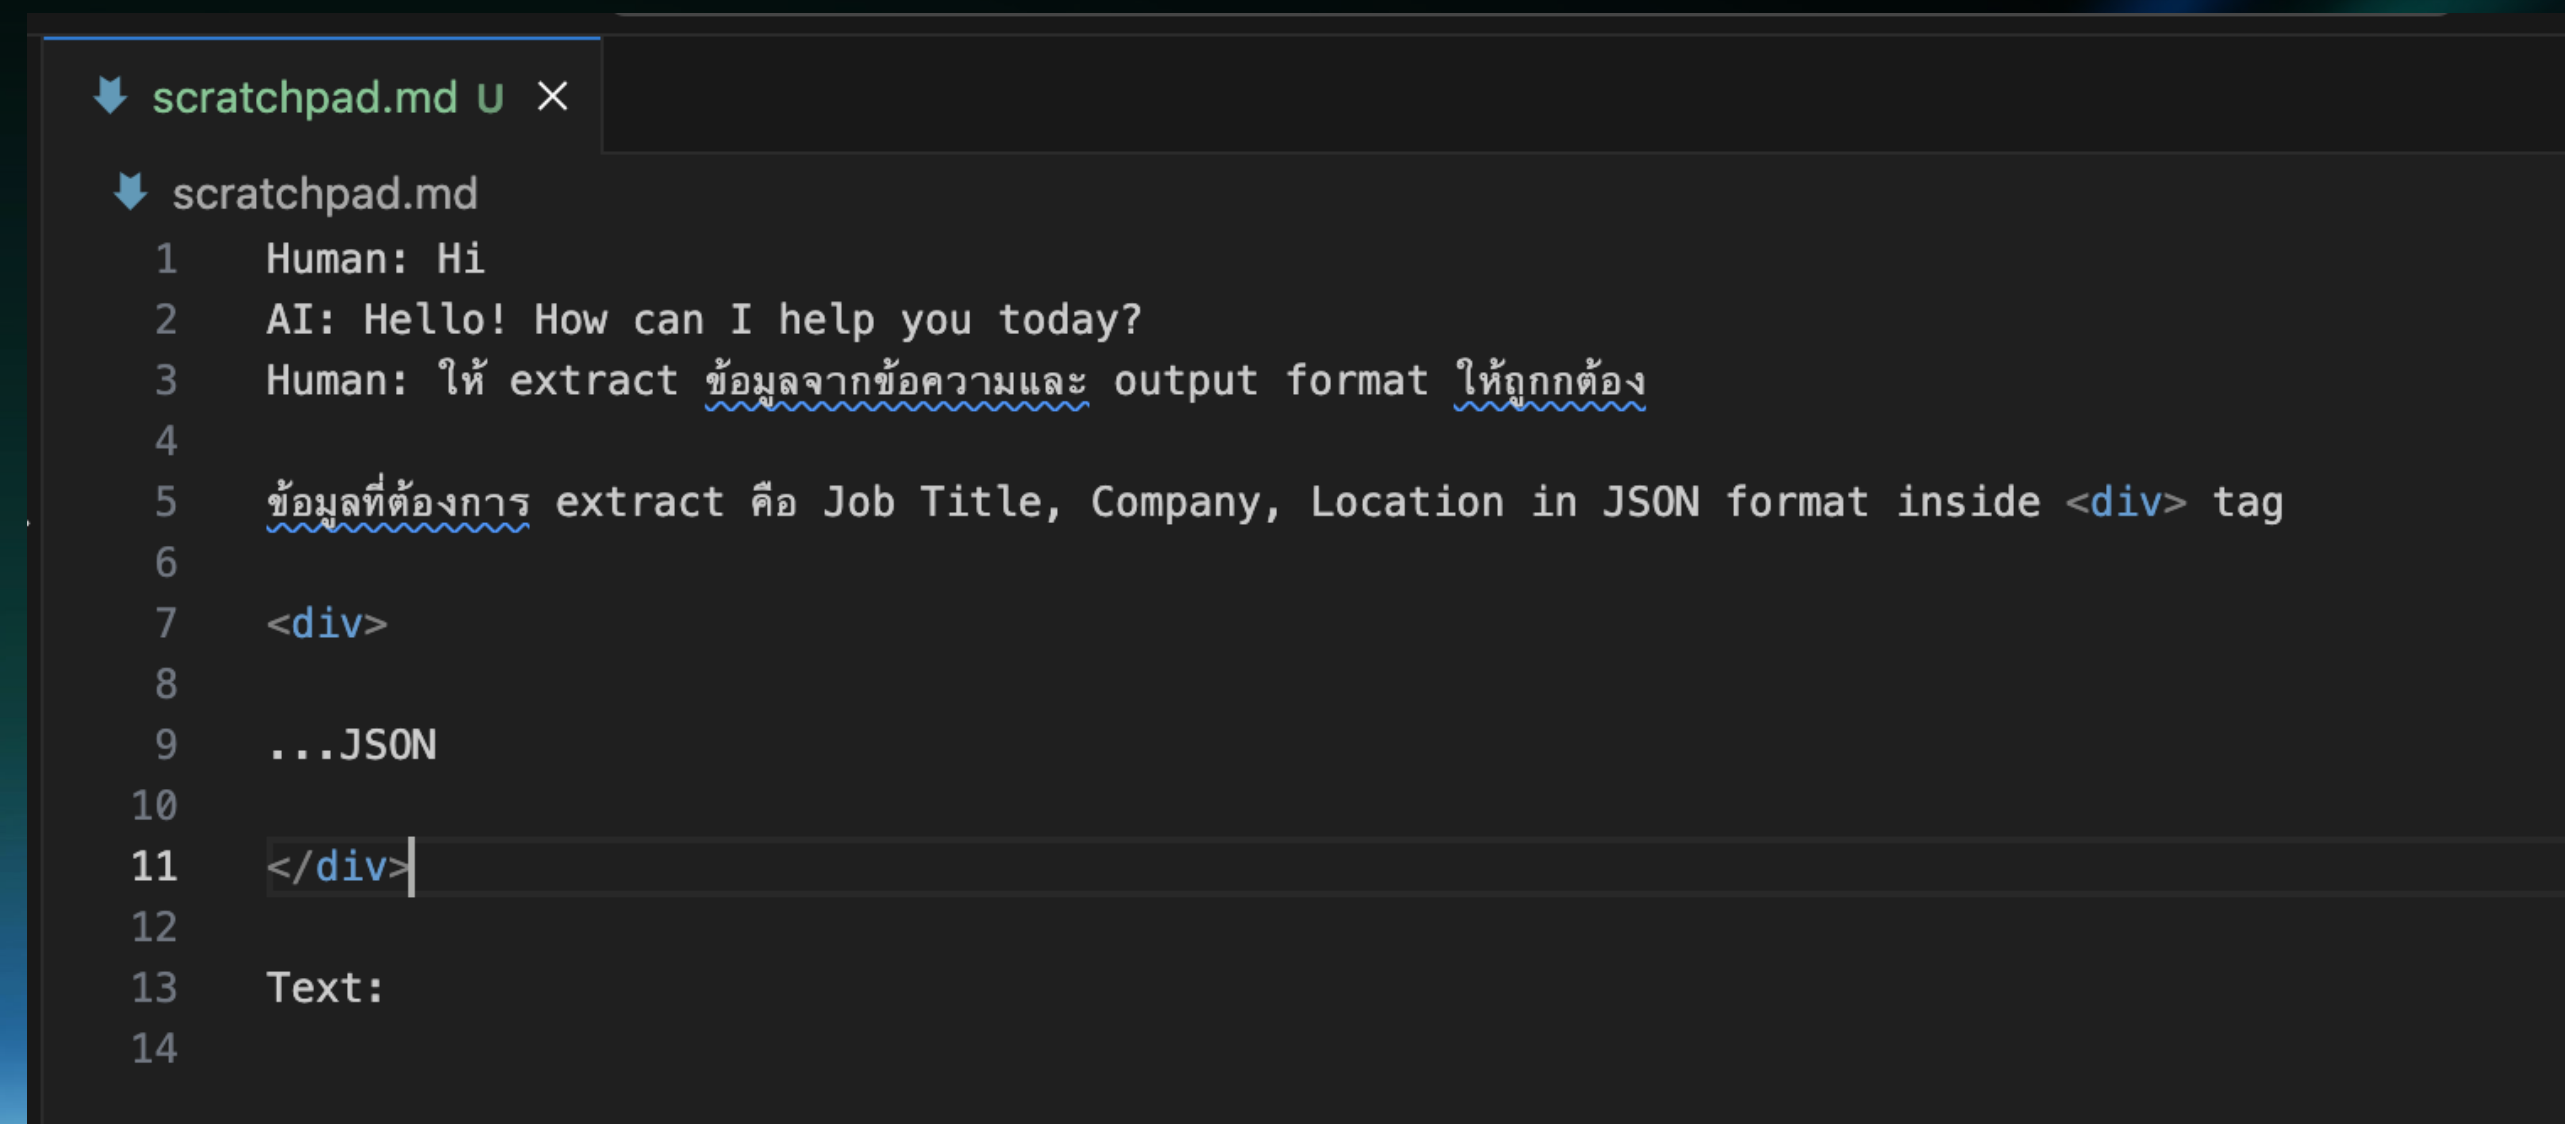 scratchpad.md U
scratchpad.md
1 Human: Hi
2 AI: Hello! How can I help you today?
3 Human: ให้ extract ข้อมูลจากข้อความและ output format ให้ถูกกต้อง
4
5 ข้อมูลที่ต้องการ extract คือ Job Title, Company, Location in JSON format inside <div> tag
6
7 <div>
8
9 ...JSON
10
11 </div>
12
13 Text:
14